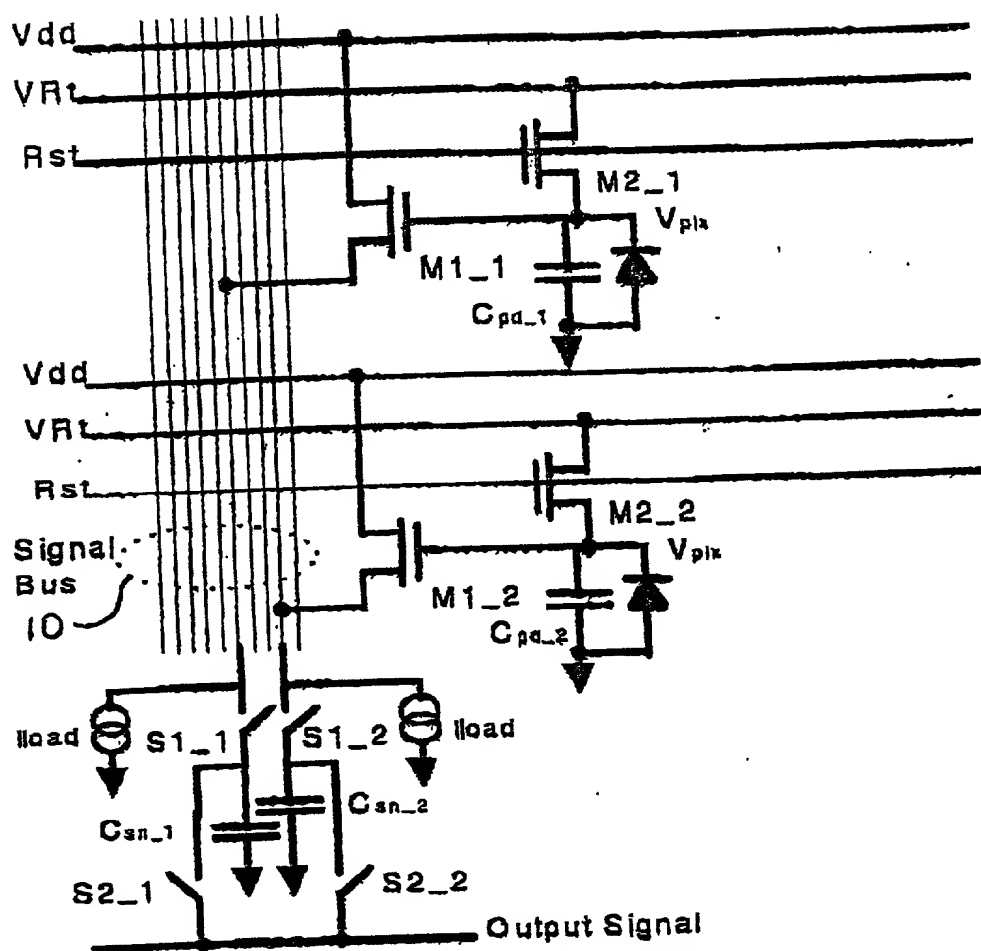 Vdd
VRt
Rst
M2_1
Vpix
M1_1
Cpd_1
Vdd
VRt
Rst
M2_2
Signal
Bus
10
Vpix
M1_2
Cpd_2
Iload
S1_1
S1_2
Iload
Csn_1
Csn_2
S2_1
S2_2
Output Signal